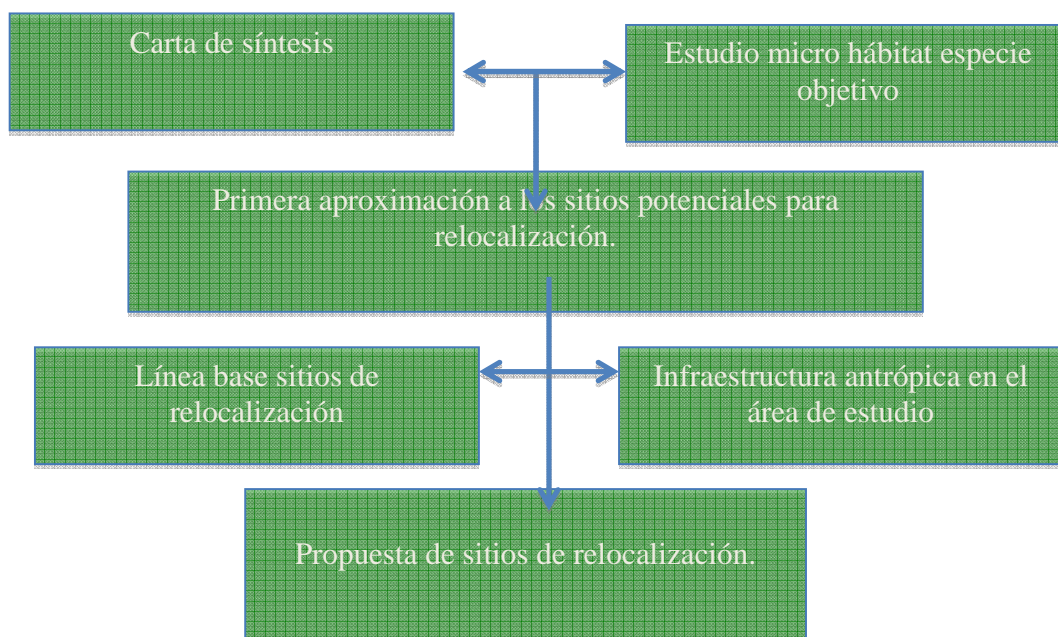 Carta de síntesis
Estudio micro hábitat especie
objetivo
Primera aproximación a los sitios potenciales para
relocalización.
Línea base sitios de
relocalización
Infraestructura antrópica en el
área de estudio
Propuesta de sitios de relocalización.